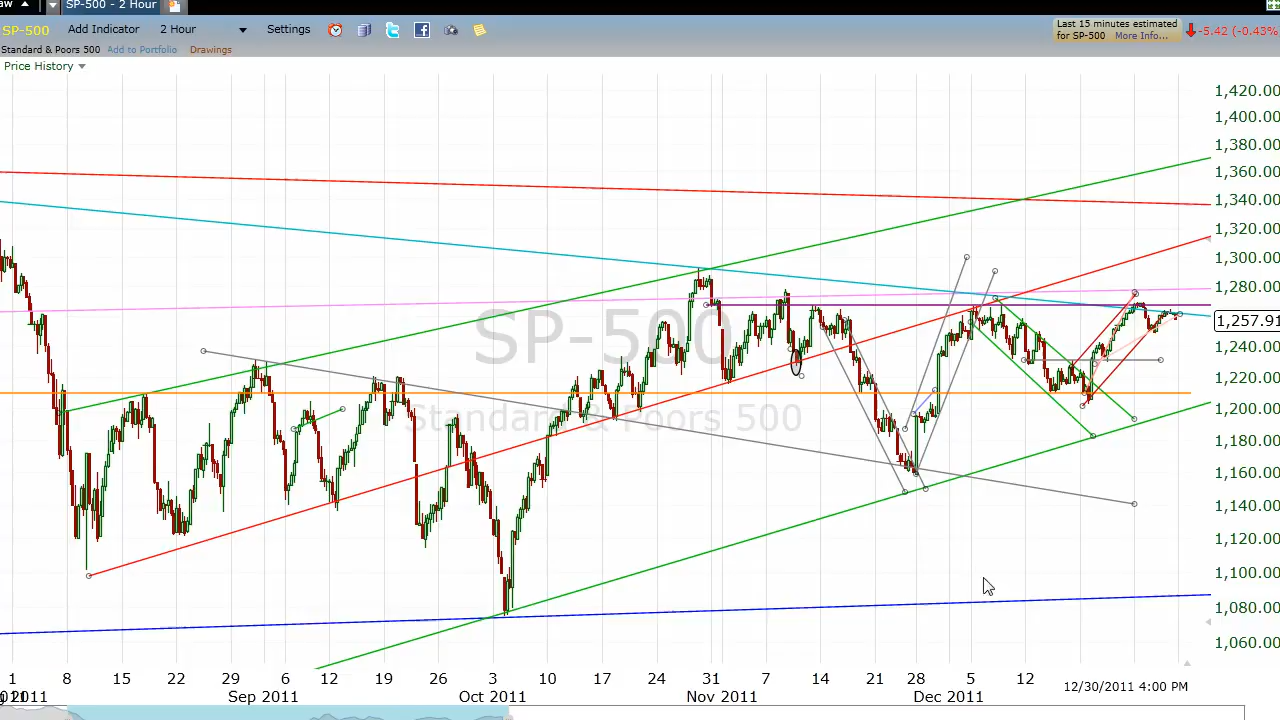 SP-500 - 2 Hour
SP-500 Add Indicator 2 Hour Settings
Last 15 minutes estimated
for SP-500 More Info...
-5.42 (-0.43%
Standard & Poors 500 Add to Portfolio Drawings
Price History
SP-500
Standard & Poors 500
1,420.00
1,400.00
1,380.00
1,360.00
1,340.00
1,320.00
1,300.00
1,280.00
1,257.91
1,240.00
1,220.00
1,200.00
1,180.00
1,160.00
1,140.00
1,120.00
1,100.00
1,080.00
1,060.00
1 8 15 22 29 6 12 19 26 3 10 17 24 31 7 14 21 28 5 12
2011 Sep 2011 Oct 2011 Nov 2011 Dec 2011
12/30/2011 4:00 PM